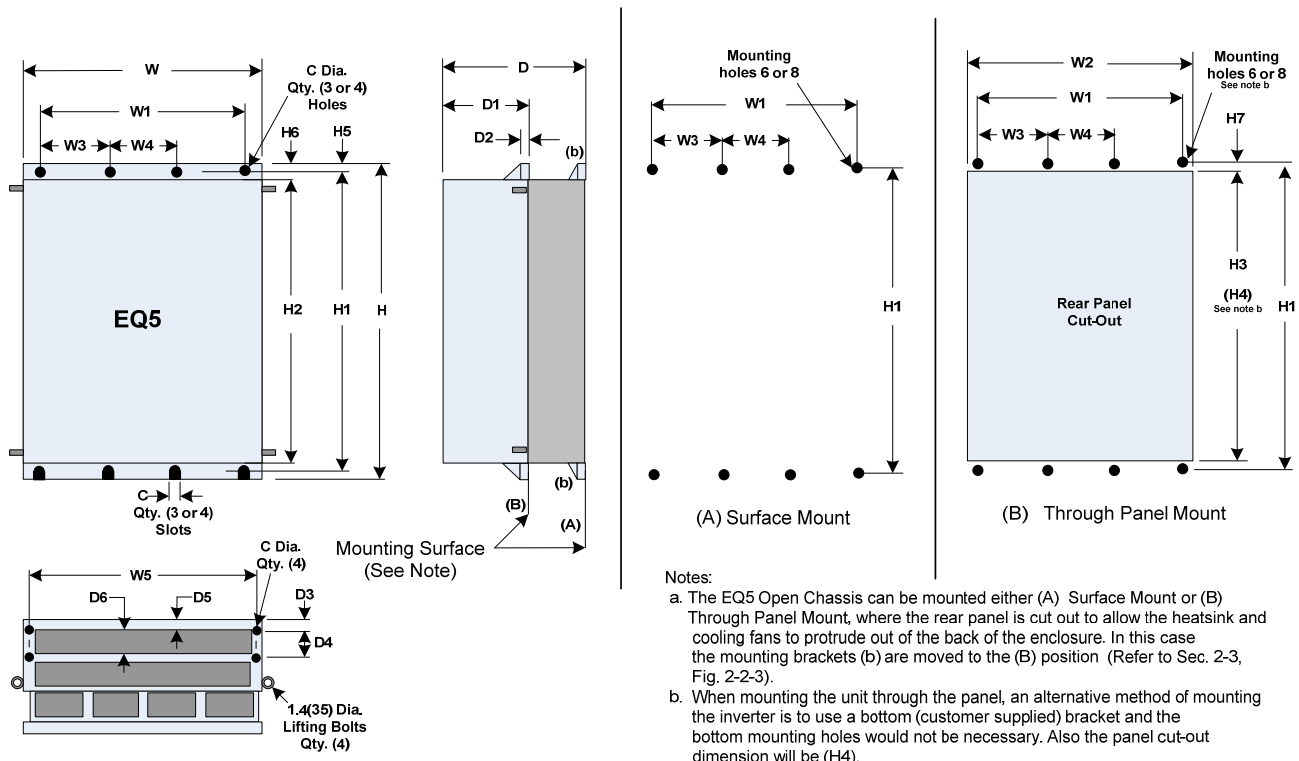 W
C Dia.
Qty. (3 or 4)
Holes
W1
H6
H5
W3
W4
EQ5
H2
H1
H
C
Qty. (3 or 4)
Slots
D
D1
D2
(b)
(b)
(B)
(A)
Mounting Surface
(See Note)
W5
C Dia.
Qty. (4)
D6
D5
D3
D4
1.4(35) Dia.
Lifting Bolts
Qty. (4)
Mounting
holes 6 or 8
W1
W3
W4
H1
(A) Surface Mount
W2
Mounting
holes 6 or 8
See note b
W1
W3
W4
H7
H3
(H4)
See note b
H1
Rear Panel
Cut-Out
(B) Through Panel Mount
Notes:
a. The EQ5 Open Chassis can be mounted either (A) Surface Mount or (B)
Through Panel Mount, where the rear panel is cut out to allow the heatsink and
cooling fans to protrude out of the back of the enclosure. In this case
the mounting brackets (b) are moved to the (B) position (Refer to Sec. 2-3,
Fig. 2-2-3).
b. When mounting the unit through the panel, an alternative method of mounting
the inverter is to use a bottom (customer supplied) bracket and the
bottom mounting holes would not be necessary. Also the panel cut-out
dimension will be (H4).